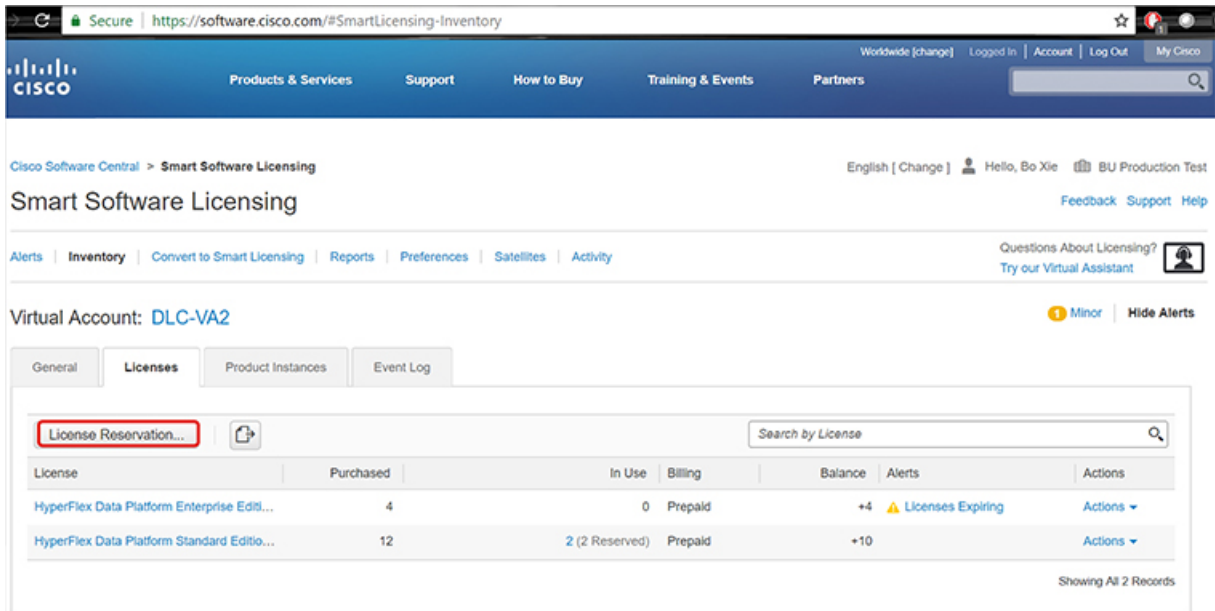 Secure | https://software.cisco.com/#SmartLicensing-Inventory
1
Worldwide [change] Logged In | Account | Log Out My Cisco
CISCO
Products & Services Support How to Buy Training & Events Partners
Cisco Software Central > Smart Software Licensing
English [ Change ] Hello, Bo Xie BU Production Test
Smart Software Licensing
Feedback Support Help
Alerts | Inventory | Convert to Smart Licensing | Reports | Preferences | Satellites | Activity
Questions About Licensing?
Try our Virtual Assistant
Virtual Account: DLC-VA2
1 Minor | Hide Alerts
General Licenses Product Instances Event Log
License Reservation...
Search by License
License Purchased In Use Billing Balance Alerts Actions
HyperFlex Data Platform Enterprise Editi... 4 0 Prepaid +4 Licenses Expiring Actions
HyperFlex Data Platform Standard Editio... 12 2 (2 Reserved) Prepaid +10 Actions
Showing All 2 Records